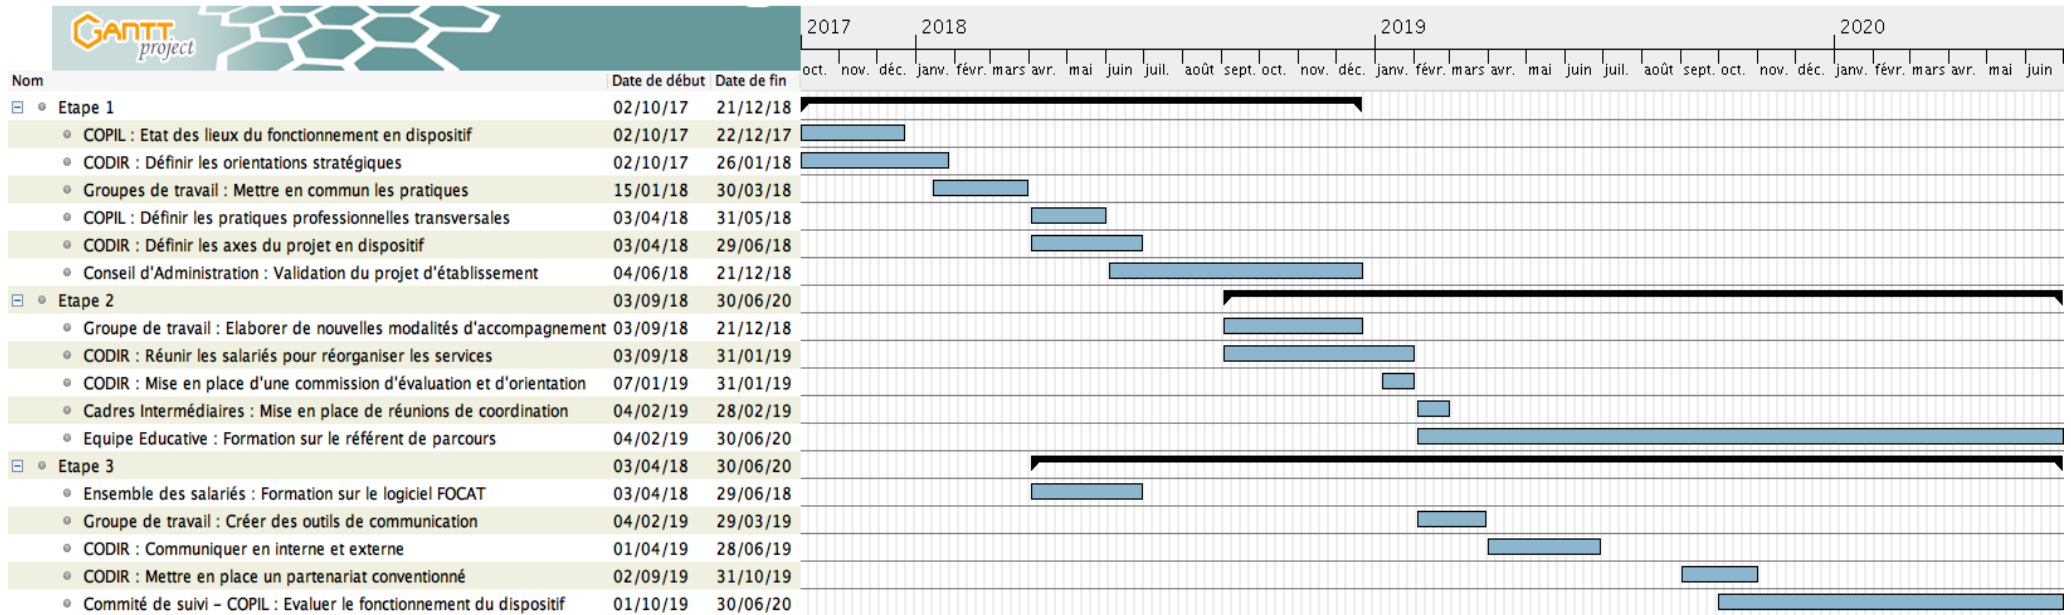 GANTT
project
2017 2018 2019 2020
oct. nov. déc. janv. févr. mars avr. mai juin juil. août sept. oct. nov. déc. janv. févr. mars avr. mai juin juil. août sept. oct. nov. déc. janv. févr. mars avr. mai juin
Nom Date de début Date de fin
Etape 1 02/10/17 21/12/18
COPIL : Etat des lieux du fonctionnement en dispositif 02/10/17 22/12/17
CODIR : Définir les orientations stratégiques 02/10/17 26/01/18
Groupes de travail : Mettre en commun les pratiques 15/01/18 30/03/18
COPIL : Définir les pratiques professionnelles transversales 03/04/18 31/05/18
CODIR : Définir les axes du projet en dispositif 03/04/18 29/06/18
Conseil d'Administration : Validation du projet d'établissement 04/06/18 21/12/18
Etape 2 03/09/18 30/06/20
Groupe de travail : Elaborer de nouvelles modalités d'accompagnement 03/09/18 21/12/18
CODIR : Réunir les salariés pour réorganiser les services 03/09/18 31/01/19
CODIR : Mise en place d'une commission d'évaluation et d'orientation 07/01/19 31/01/19
Cadres Intermédiaires : Mise en place de réunions de coordination 04/02/19 28/02/19
Equipe Educative : Formation sur le référent de parcours 04/02/19 30/06/20
Etape 3 03/04/18 30/06/20
Ensemble des salariés : Formation sur le logiciel FOCAT 03/04/18 29/06/18
Groupe de travail : Créer des outils de communication 04/02/19 29/03/19
CODIR : Communiquer en interne et externe 01/04/19 28/06/19
CODIR : Mettre en place un partenariat conventionné 02/09/19 31/10/19
Commité de suivi - COPIL : Evaluer le fonctionnement du dispositif 01/10/19 30/06/20